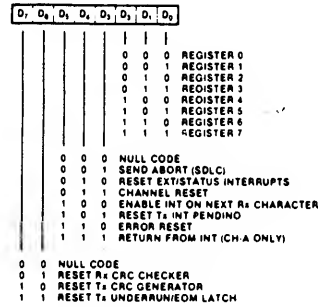 D7 D6 D5 D4 D3 D2 D1 D0
0 0 0 REGISTER 0
0 0 1 REGISTER 1
0 1 0 REGISTER 2
0 1 1 REGISTER 3
1 0 0 REGISTER 4
1 0 1 REGISTER 5
1 1 0 REGISTER 6
1 1 1 REGISTER 7
0 0 0 NULL CODE
0 0 1 SEND ABORT (SDLC)
0 1 0 RESET EXT/STATUS INTERRUPTS
0 1 1 CHANNEL RESET
1 0 0 ENABLE INT ON NEXT Rx CHARACTER
1 0 1 RESET Tx INT PENDING
1 1 0 ERROR RESET
1 1 1 RETURN FROM INT (CH-A ONLY)
0 0 NULL CODE
0 1 RESET Rx CRC CHECKER
1 0 RESET Tx CRC GENERATOR
1 1 RESET Tx UNDERRUN/EOM LATCH